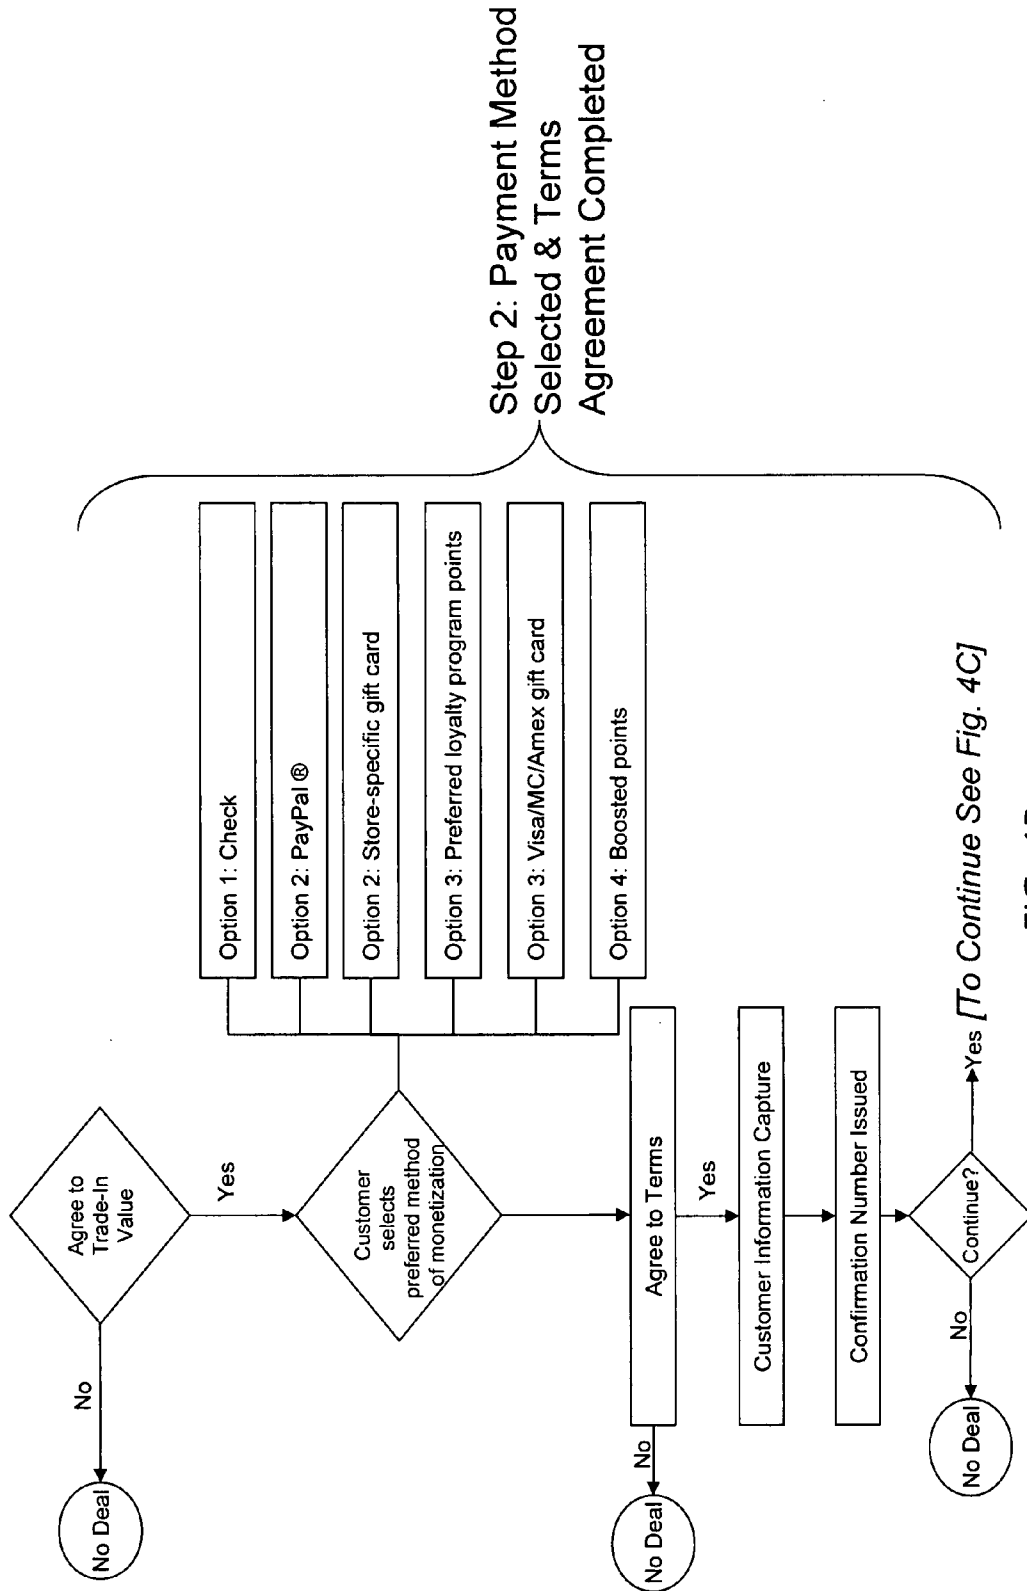 Agree to
Trade-In
Value
No
No Deal
Yes
Customer
selects
preferred method
of monetization
Option 1: Check
Option 2: PayPal ®
Option 2: Store-specific gift card
Option 3: Preferred loyalty program points
Option 3: Visa/MC/Amex gift card
Option 4: Boosted points
Step 2: Payment Method
Selected & Terms
Agreement Completed
Agree to Terms
No
No Deal
Yes
Customer Information Capture
Confirmation Number Issued
Continue?
No
No Deal
Yes [To Continue See Fig. 4C]